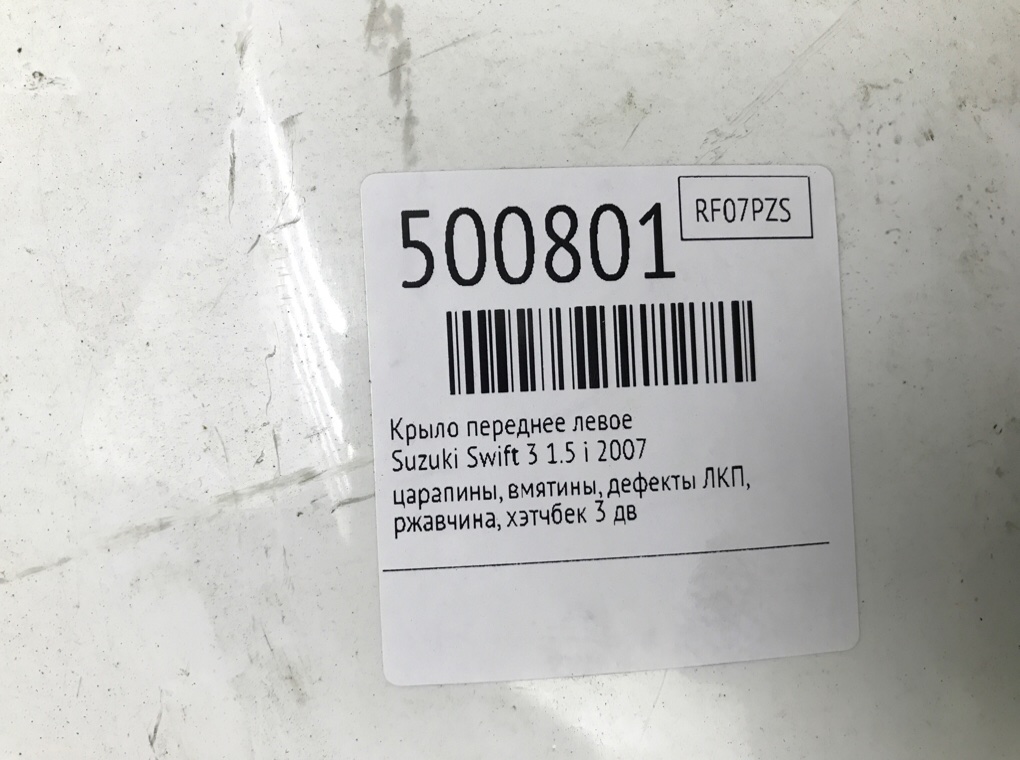 500801
RF07PZS
Крыло переднее левое
Suzuki Swift 3 1.5 i 2007
царапины, вмятины, дефекты ЛКП,
ржавчина, хэтчбек 3 дв